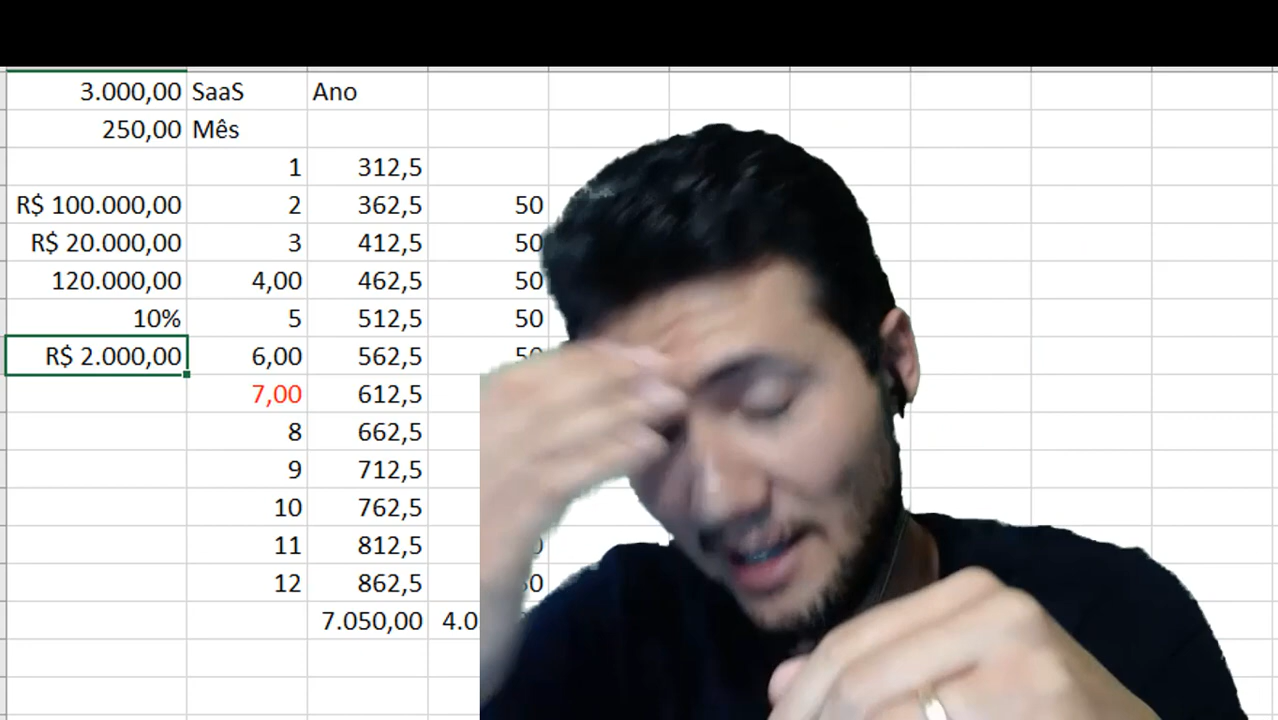 3.000,00 SaaS Ano
250,00 Mês
1 312,5
R$ 100.000,00 2 362,5 50
R$ 20.000,00 3 412,5 50
120.000,00 4,00 462,5 50
10% 5 512,5 50
R$ 2.000,00 6,00 562,5
7,00 612,5
8 662,5
9 712,5
10 762,5
11 812,5
12 862,5
7.050,00